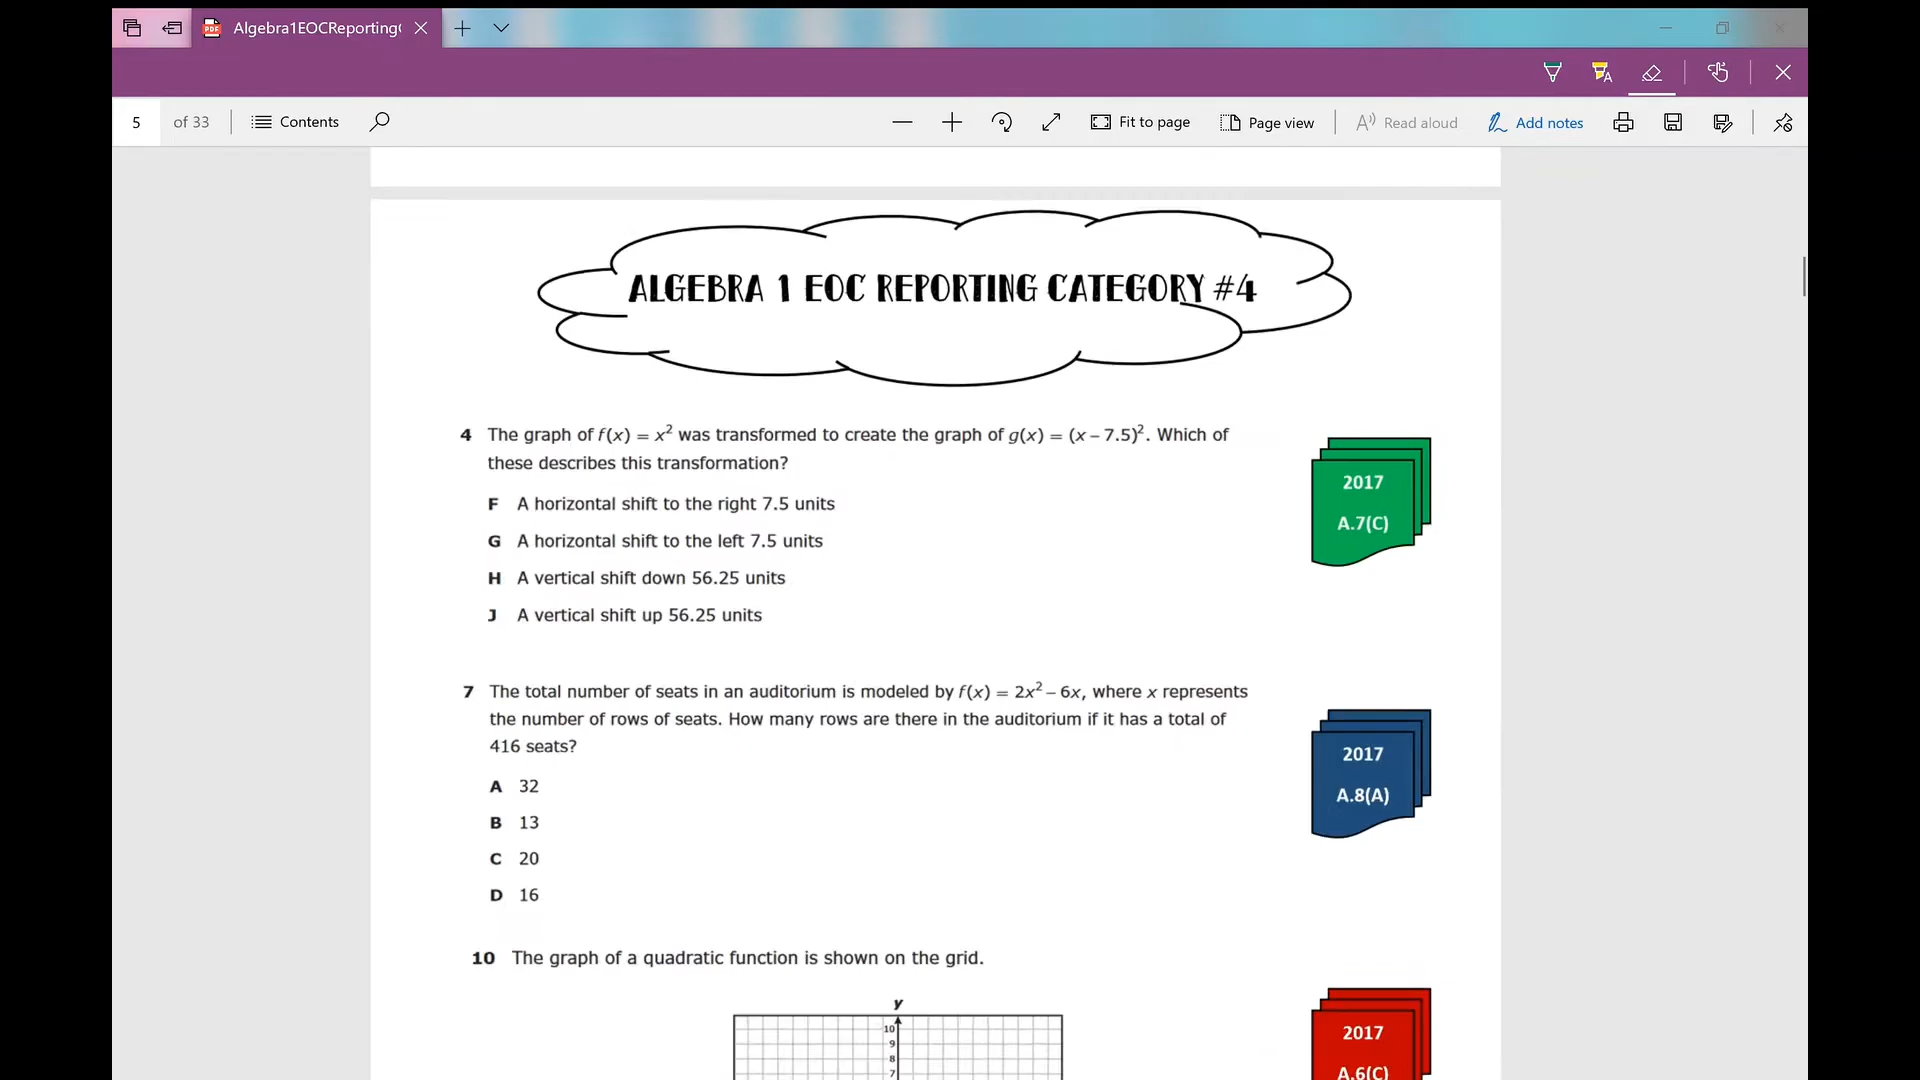 Algebra1EOCReporting(
5 of 33 Contents Fit to page Page view Read aloud Add notes
ALGEBRA 1 EOC REPORTING CATEGORY #4
4 The graph of f(x) = x² was transformed to create the graph of g(x) = (x – 7.5)². Which of
these describes this transformation?
F A horizontal shift to the right 7.5 units
G A horizontal shift to the left 7.5 units
H A vertical shift down 56.25 units
J A vertical shift up 56.25 units
2017
A.7(C)
7 The total number of seats in an auditorium is modeled by f(x) = 2x² – 6x, where x represents
the number of rows of seats. How many rows are there in the auditorium if it has a total of
416 seats?
A 32
B 13
C 20
D 16
2017
A.8(A)
10 The graph of a quadratic function is shown on the grid.
y
10
9
8
7
2017
A.6(C)